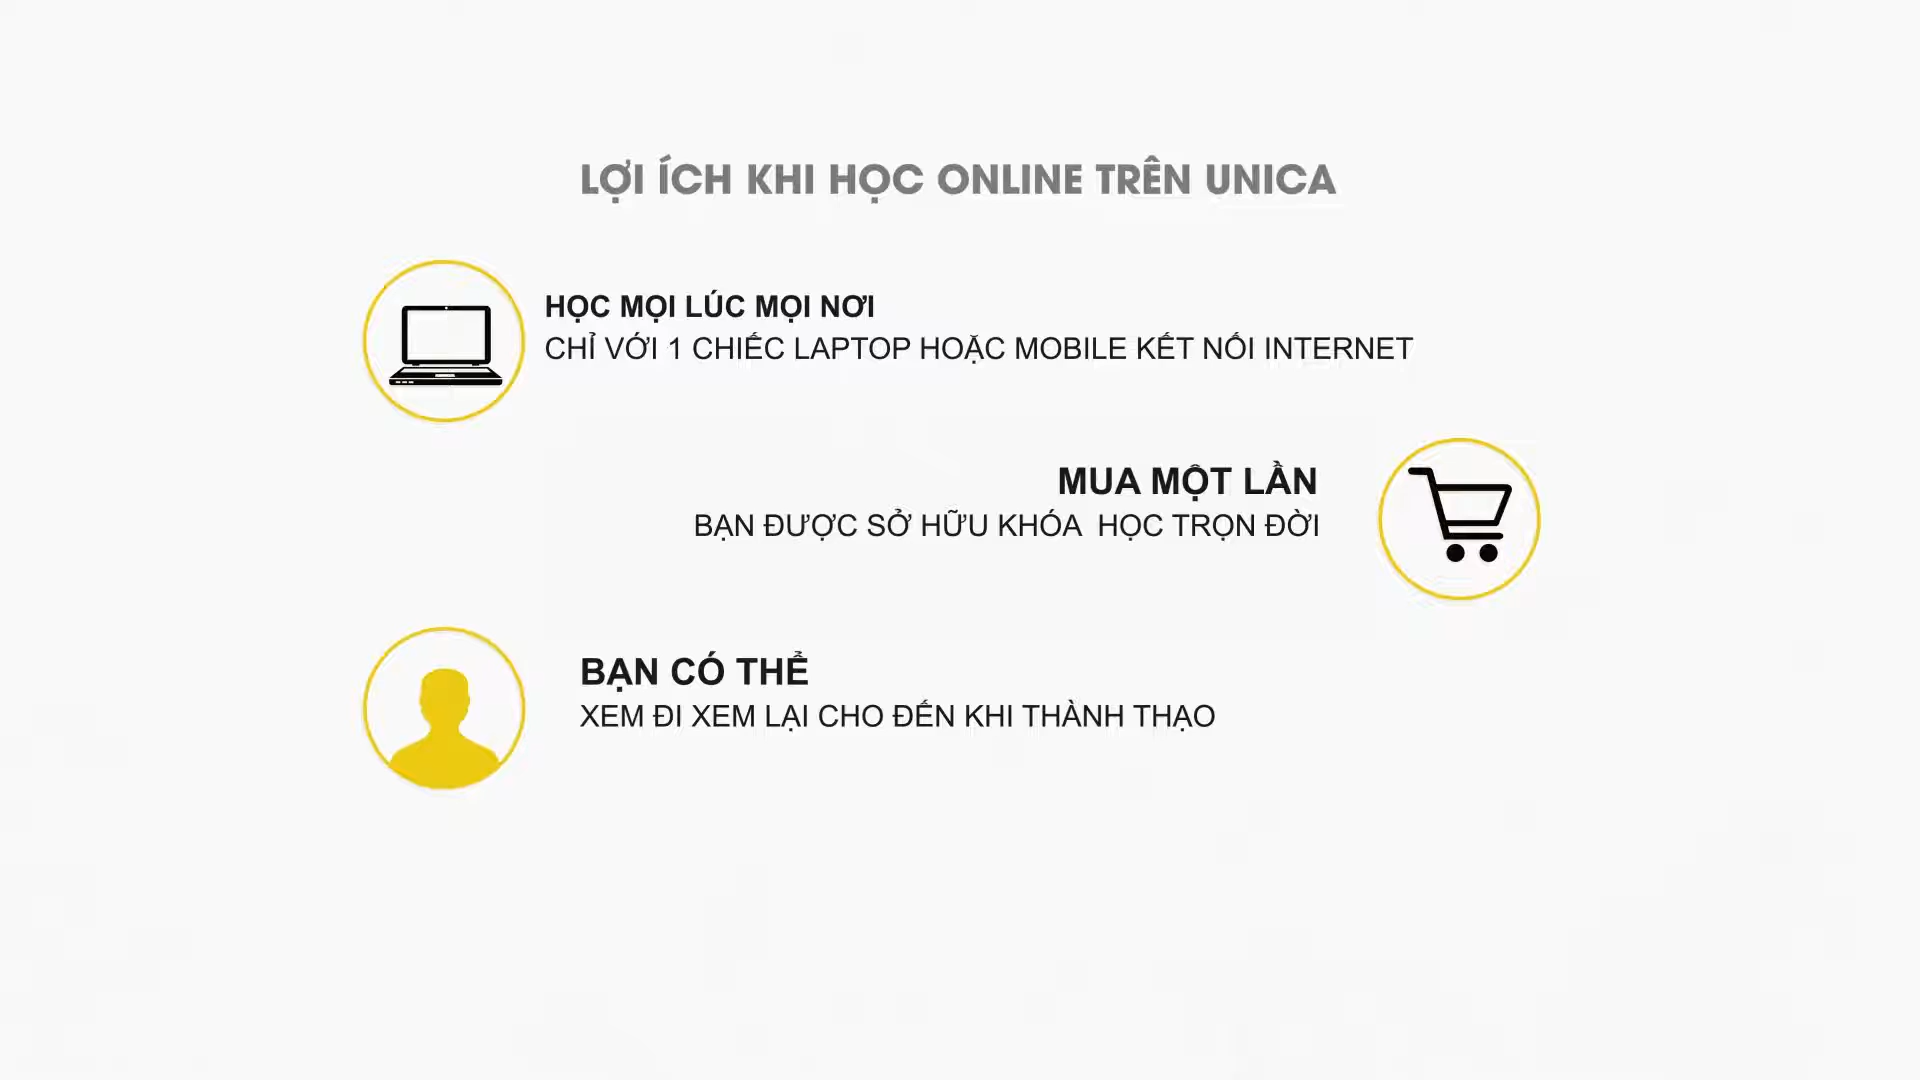 LỢI ÍCH KHI HỌC ONLINE TRÊN UNICA
HỌC MỌI LÚC MỌI NƠI
CHỈ VỚI 1 CHIẾC LAPTOP HOẶC MOBILE KẾT NỐI INTERNET
MUA MỘT LẦN
BẠN ĐƯỢC SỞ HỮU KHÓA  HỌC TRỌN ĐỜI
BẠN CÓ THỂ
XEM ĐI XEM LẠI CHO ĐẾN KHI THÀNH THẠO